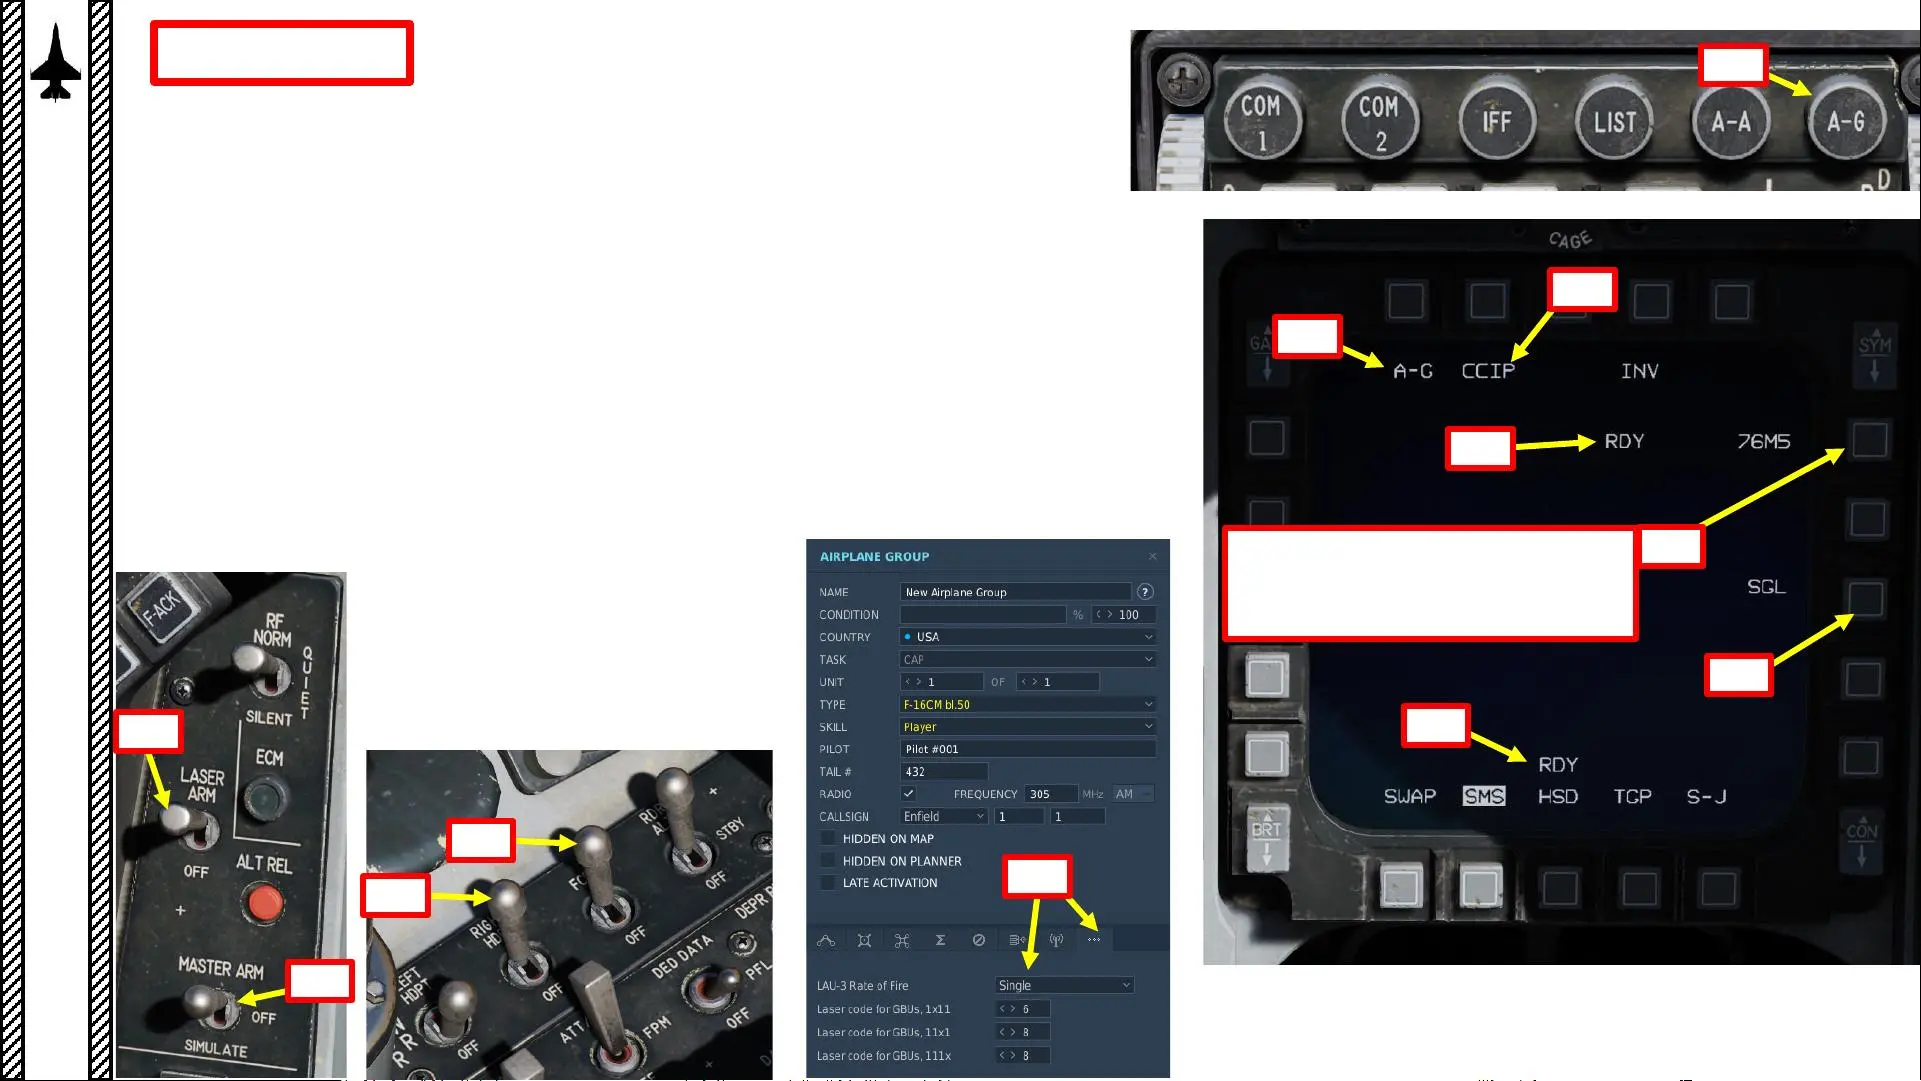 COM
1
COM
2
IFF
LIST
A-A
A-G
CAGE
SYM
A-G CCIP INV
RDY 76M5
SGL
RDY
SWAP SMS HSD TGP S-J
BRT
CON
F-ACK
RF
NORM
QUIET
SILENT
ECM
LASER
ARM
OFF
ALT REL
MASTER ARM
OFF
SIMULATE
STBY
OFF
DEPR
OFF
DED DATA
PFL
OFF
OFF
ATT
FPM
HDPT
OFF
AIRPLANE GROUP ×
NAME New Airplane Group ?
CONDITION % < > 100
COUNTRY USA
TASK CAP
UNIT < > 1 OF < > 1
TYPE F-16CM bl.50
SKILL Player
PILOT Pilot #001
TAIL # 432
RADIO FREQUENCY 305 MHz AM
CALLSIGN Enfield 1 1
HIDDEN ON MAP
HIDDEN ON PLANNER
LATE ACTIVATION
LAU-3 Rate of Fire Single
Laser code for GBUs, 1x11 < > 6
Laser code for GBUs, 11x1 < > 8
Laser code for GBUs, 111x < > 8